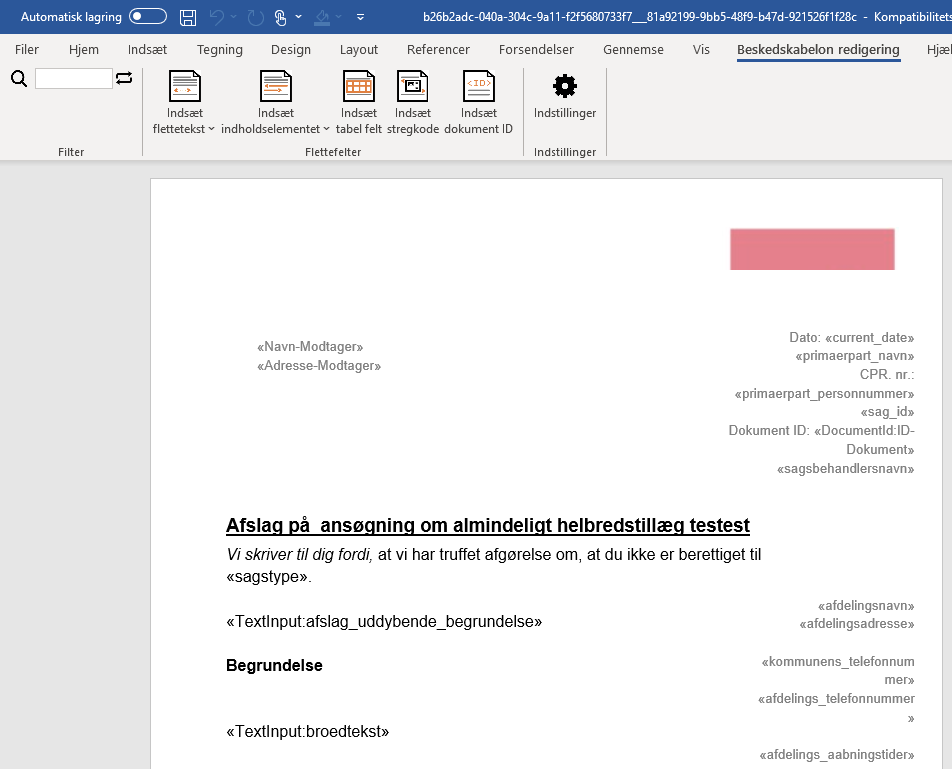 Automatisk lagring
b26b2adc-040a-304c-9a11-f2f5680733f7___81a92199-9bb5-48f9-b47d-921526f1f28c - Kompatibilitets
Filer Hjem Indsæt Tegning Design Layout Referencer Forsendelser Gennemse Vis Beskedskabelon redigering Hjæl
Indsæt flettetekst
Indsæt indholdselementet
Indsæt tabel felt
Indsæt stregkode
Indsæt dokument ID
Indstillinger
Filter
Flettefelter
Indstillinger
«Navn-Modtager»
«Adresse-Modtager»
Dato: «current_date»
«primaerpart_navn»
CPR. nr.:
«primaerpart_personnummer»
«sag_id»
Dokument ID: «DocumentId:ID-
Dokument»
«sagsbehandlersnavn»
Afslag på  ansøgning om almindeligt helbredstillæg testest
Vi skriver til dig fordi, at vi har truffet afgørelse om, at du ikke er berettiget til
«sagstype».
«TextInput:afslag_uddybende_begrundelse»
Begrundelse
«TextInput:broedtekst»
«afdelingsnavn»
«afdelingsadresse»
«kommunens_telefonnum
mer»
«afdelings_telefonnummer
»
«afdelings_aabningstider»